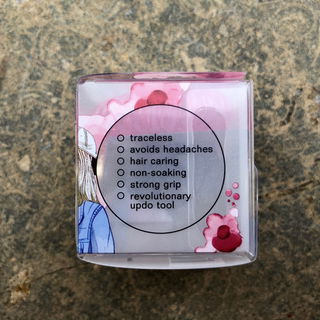 traceless
avoids headaches
hair caring
non-soaking
strong grip
revolutionary
updo tool